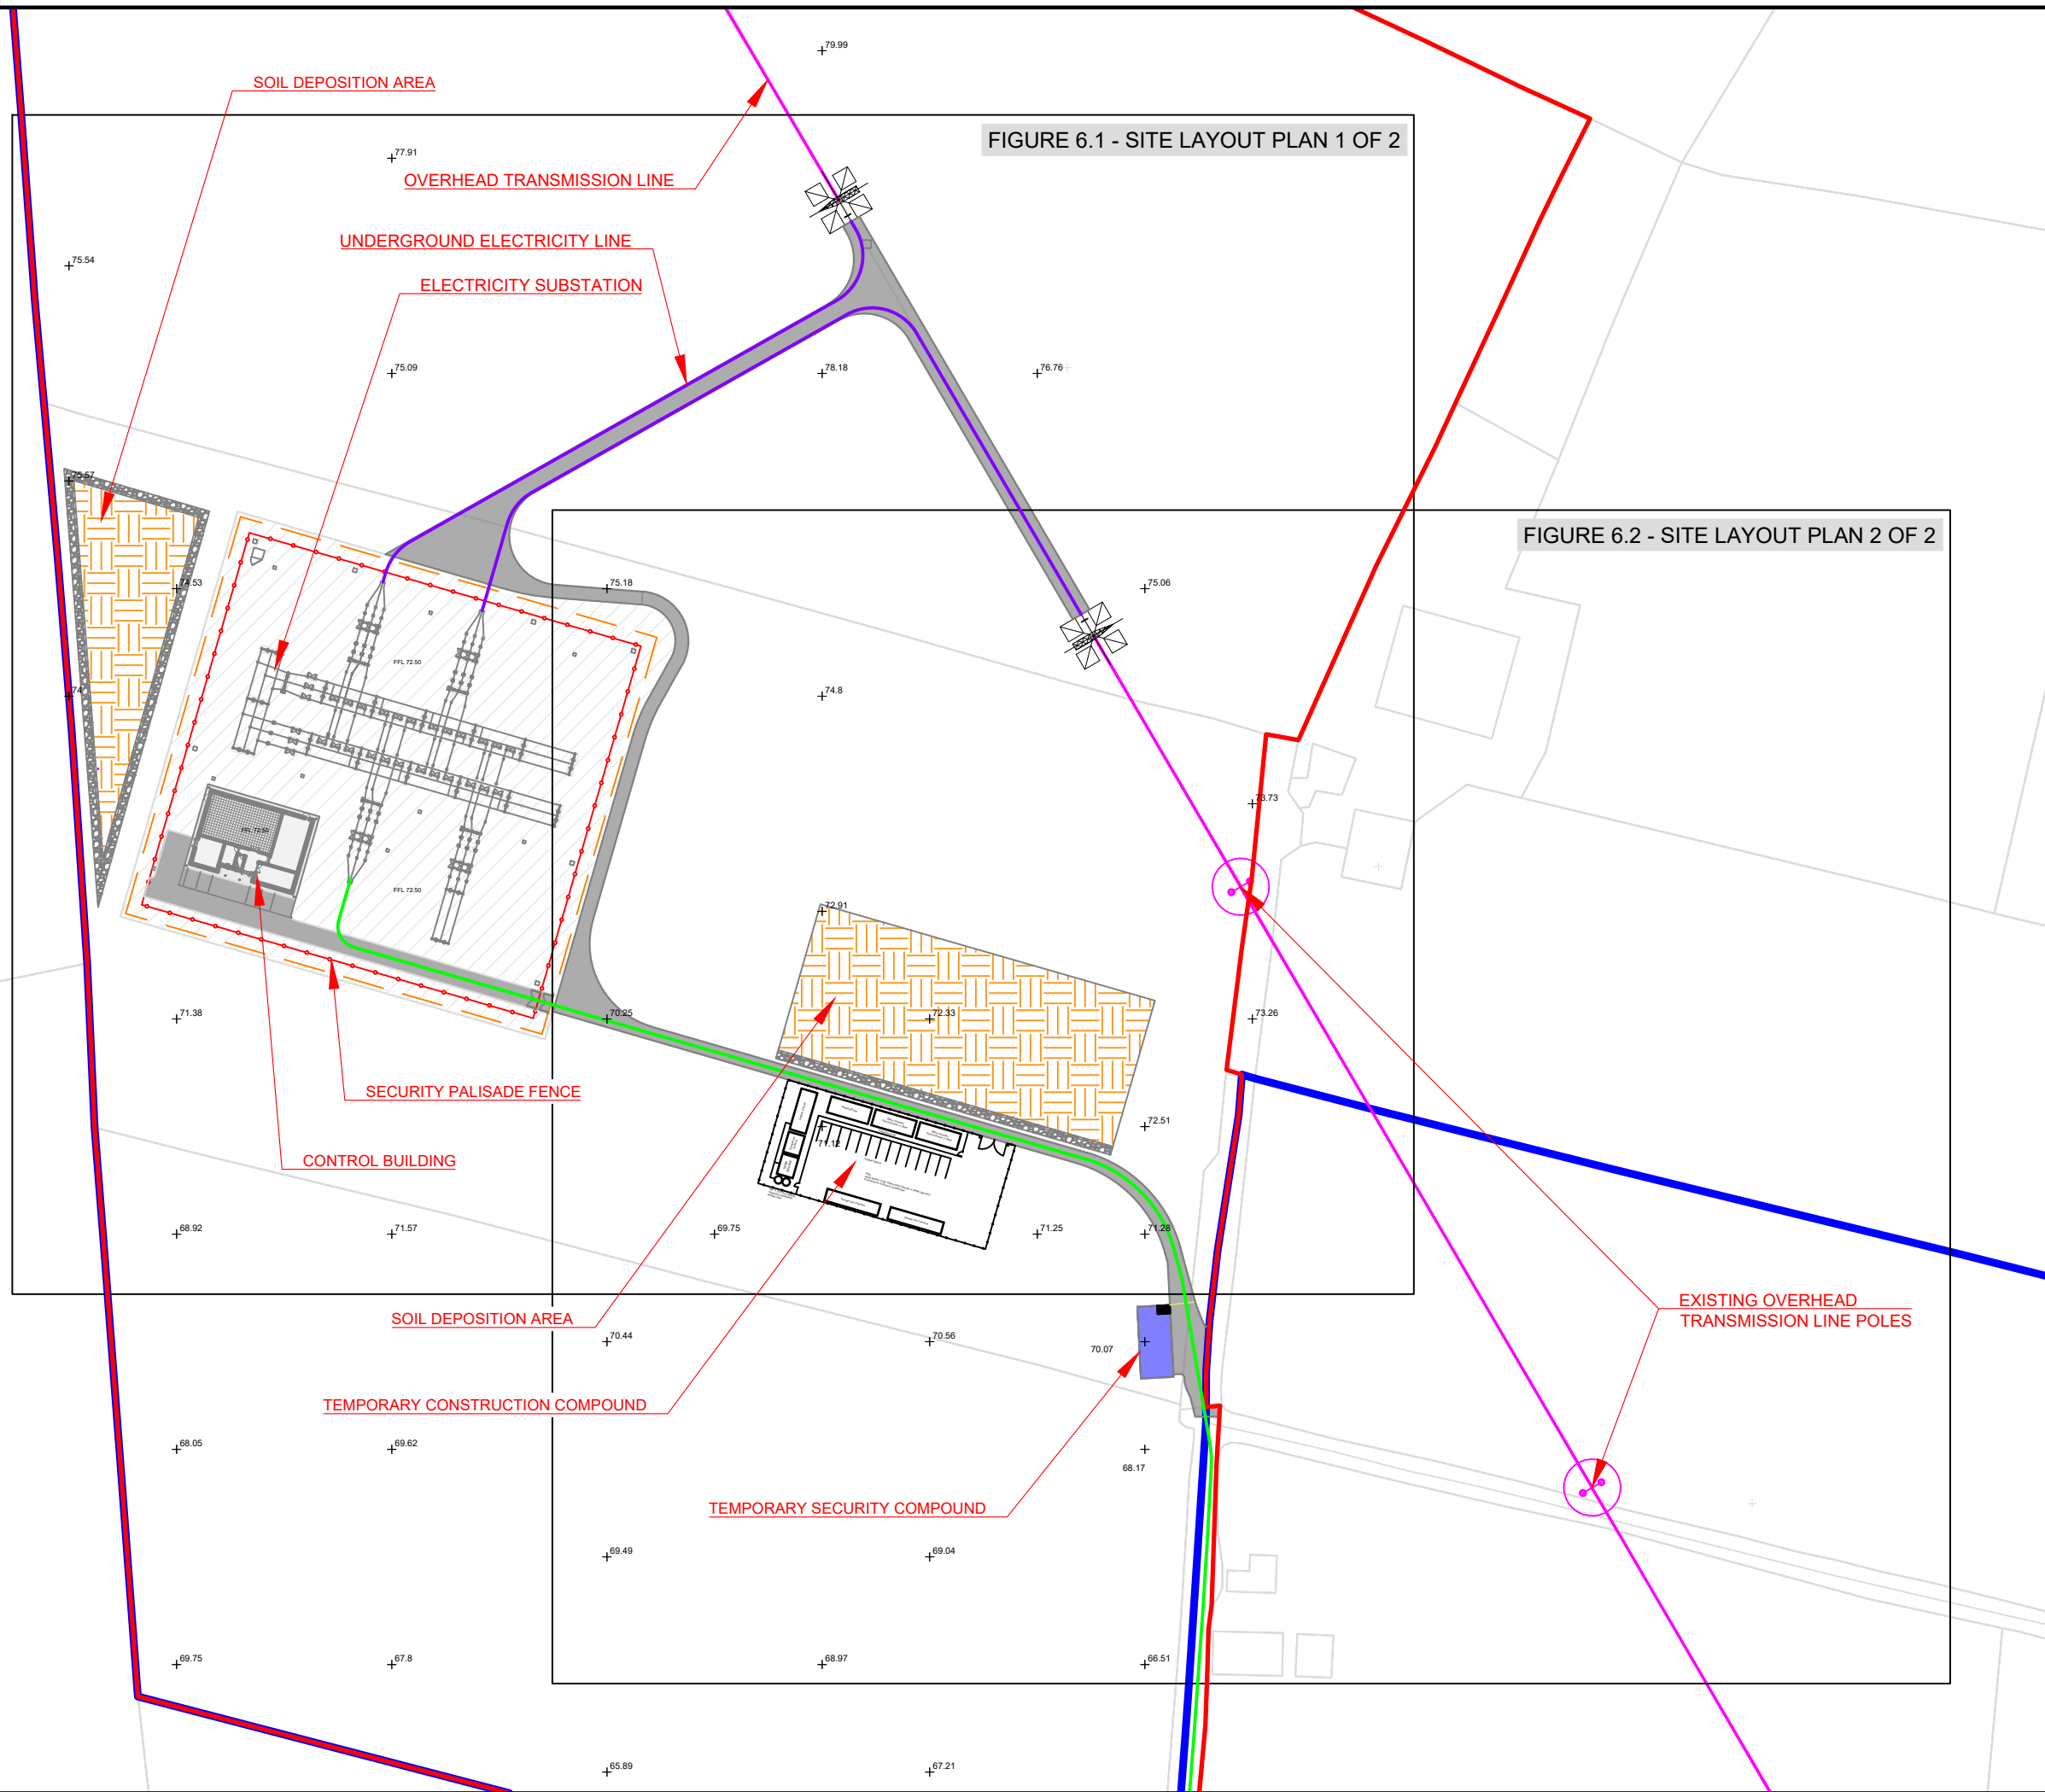 79.99
SOIL DEPOSITION AREA
FIGURE 6.1 - SITE LAYOUT PLAN 1 OF 2
77.91
OVERHEAD TRANSMISSION LINE
UNDERGROUND ELECTRICITY LINE
75.54
ELECTRICITY SUBSTATION
75.09
78.18
76.76
75.57
FIGURE 6.2 - SITE LAYOUT PLAN 2 OF 2
74.53
75.18
75.06
FFL 72.50
74
74.8
73.73
FFL 72.50
FFL 72.50
72.91
71.38
70.25
72.33
73.26
SECURITY PALISADE FENCE
72.51
71.12
CONTROL BUILDING
68.92
71.57
69.75
71.25
71.28
EXISTING OVERHEAD
TRANSMISSION LINE POLES
SOIL DEPOSITION AREA
70.44
70.56
70.07
TEMPORARY CONSTRUCTION COMPOUND
68.05
69.62
68.17
TEMPORARY SECURITY COMPOUND
69.49
69.04
69.75
67.8
68.97
66.51
65.89
67.21